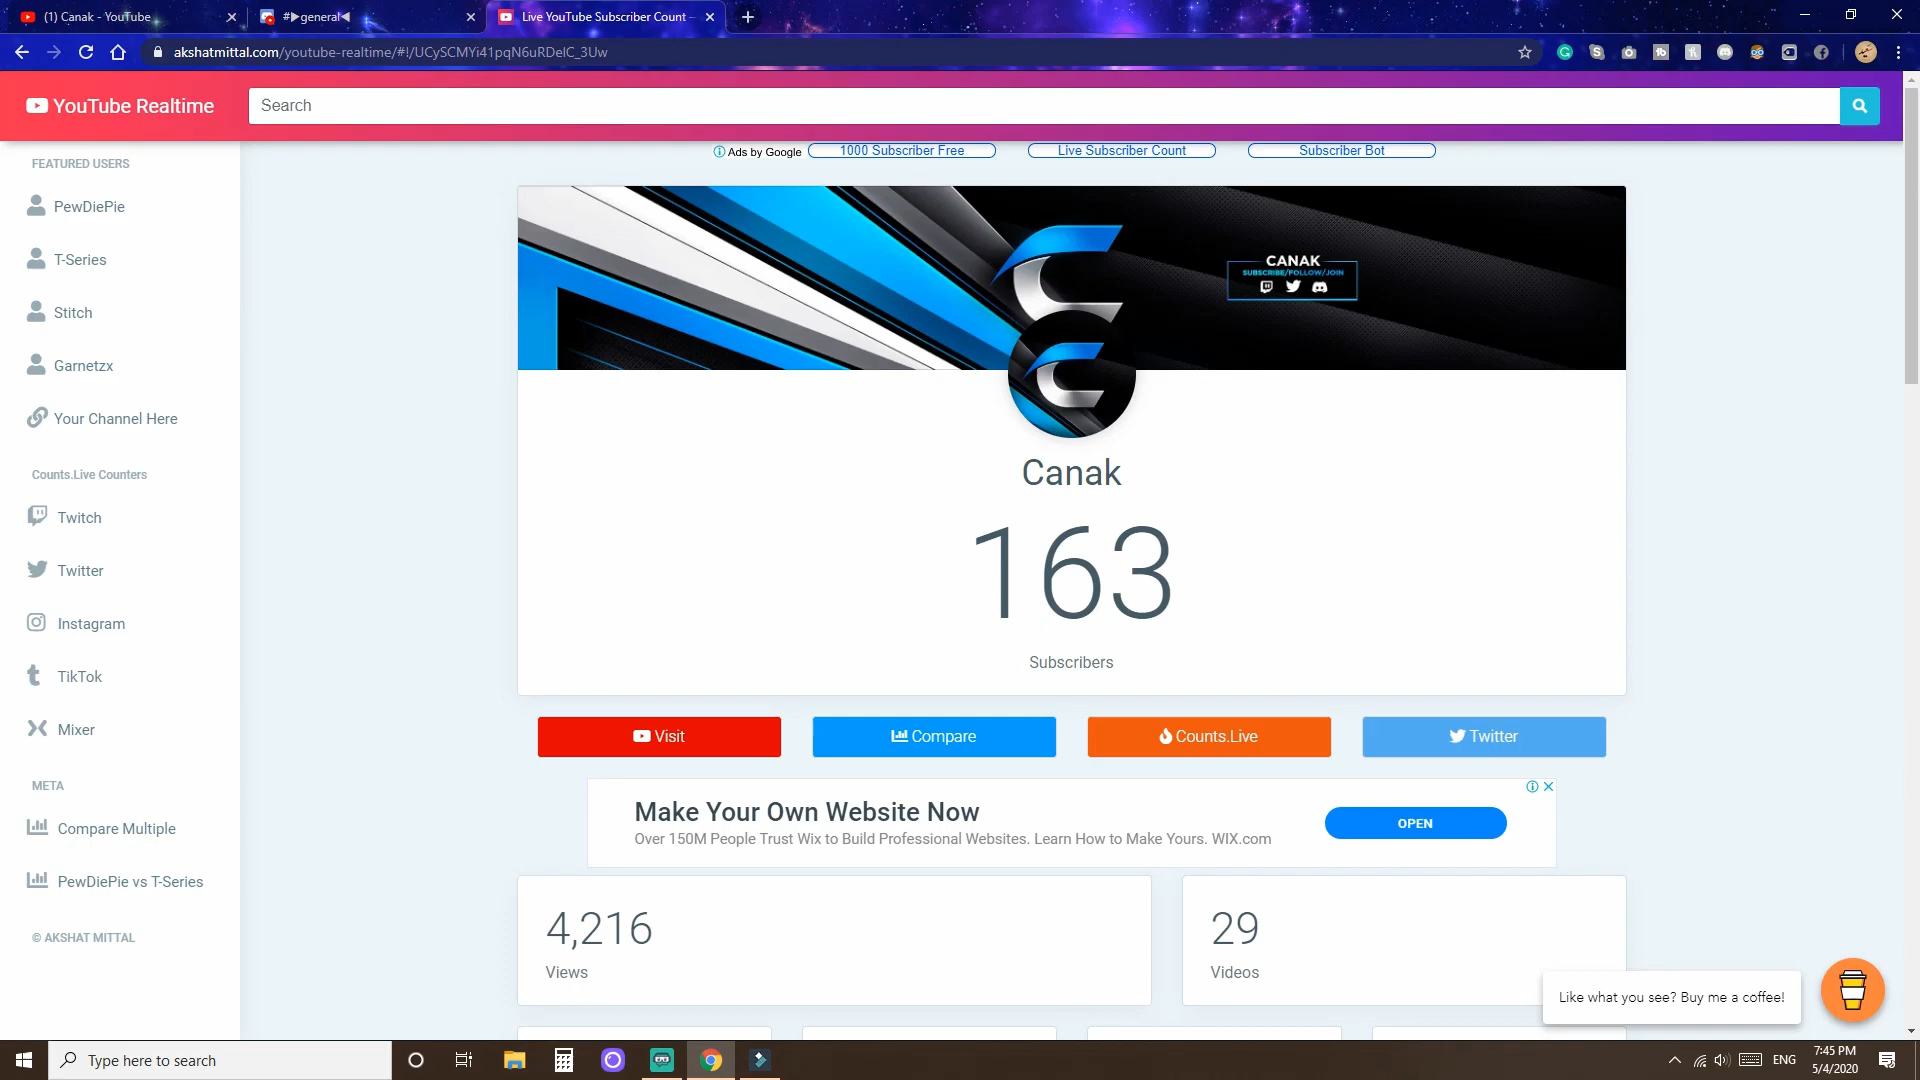 (1) Canak - YouTube
#▶general◀
Live YouTube Subscriber Count -
akshatmittal.com/youtube-realtime/#!/UCySCMYi41pqN6uRDelC_3Uw
YouTube Realtime
Search
FEATURED USERS
PewDiePie
T-Series
Stitch
Garnetzx
Your Channel Here
Counts.Live Counters
Twitch
Twitter
Instagram
TikTok
Mixer
META
Compare Multiple
PewDiePie vs T-Series
© AKSHAT MITTAL
Ads by Google
1000 Subscriber Free
Live Subscriber Count
Subscriber Bot
CANAK
SUBSCRIBE/FOLLOW/JOIN
Canak
163
Subscribers
Visit
Compare
Counts.Live
Twitter
Make Your Own Website Now
Over 150M People Trust Wix to Build Professional Websites. Learn How to Make Yours. WIX.com
OPEN
4,216
Views
29
Videos
Like what you see? Buy me a coffee!
Type here to search
ENG
7:45 PM
5/4/2020